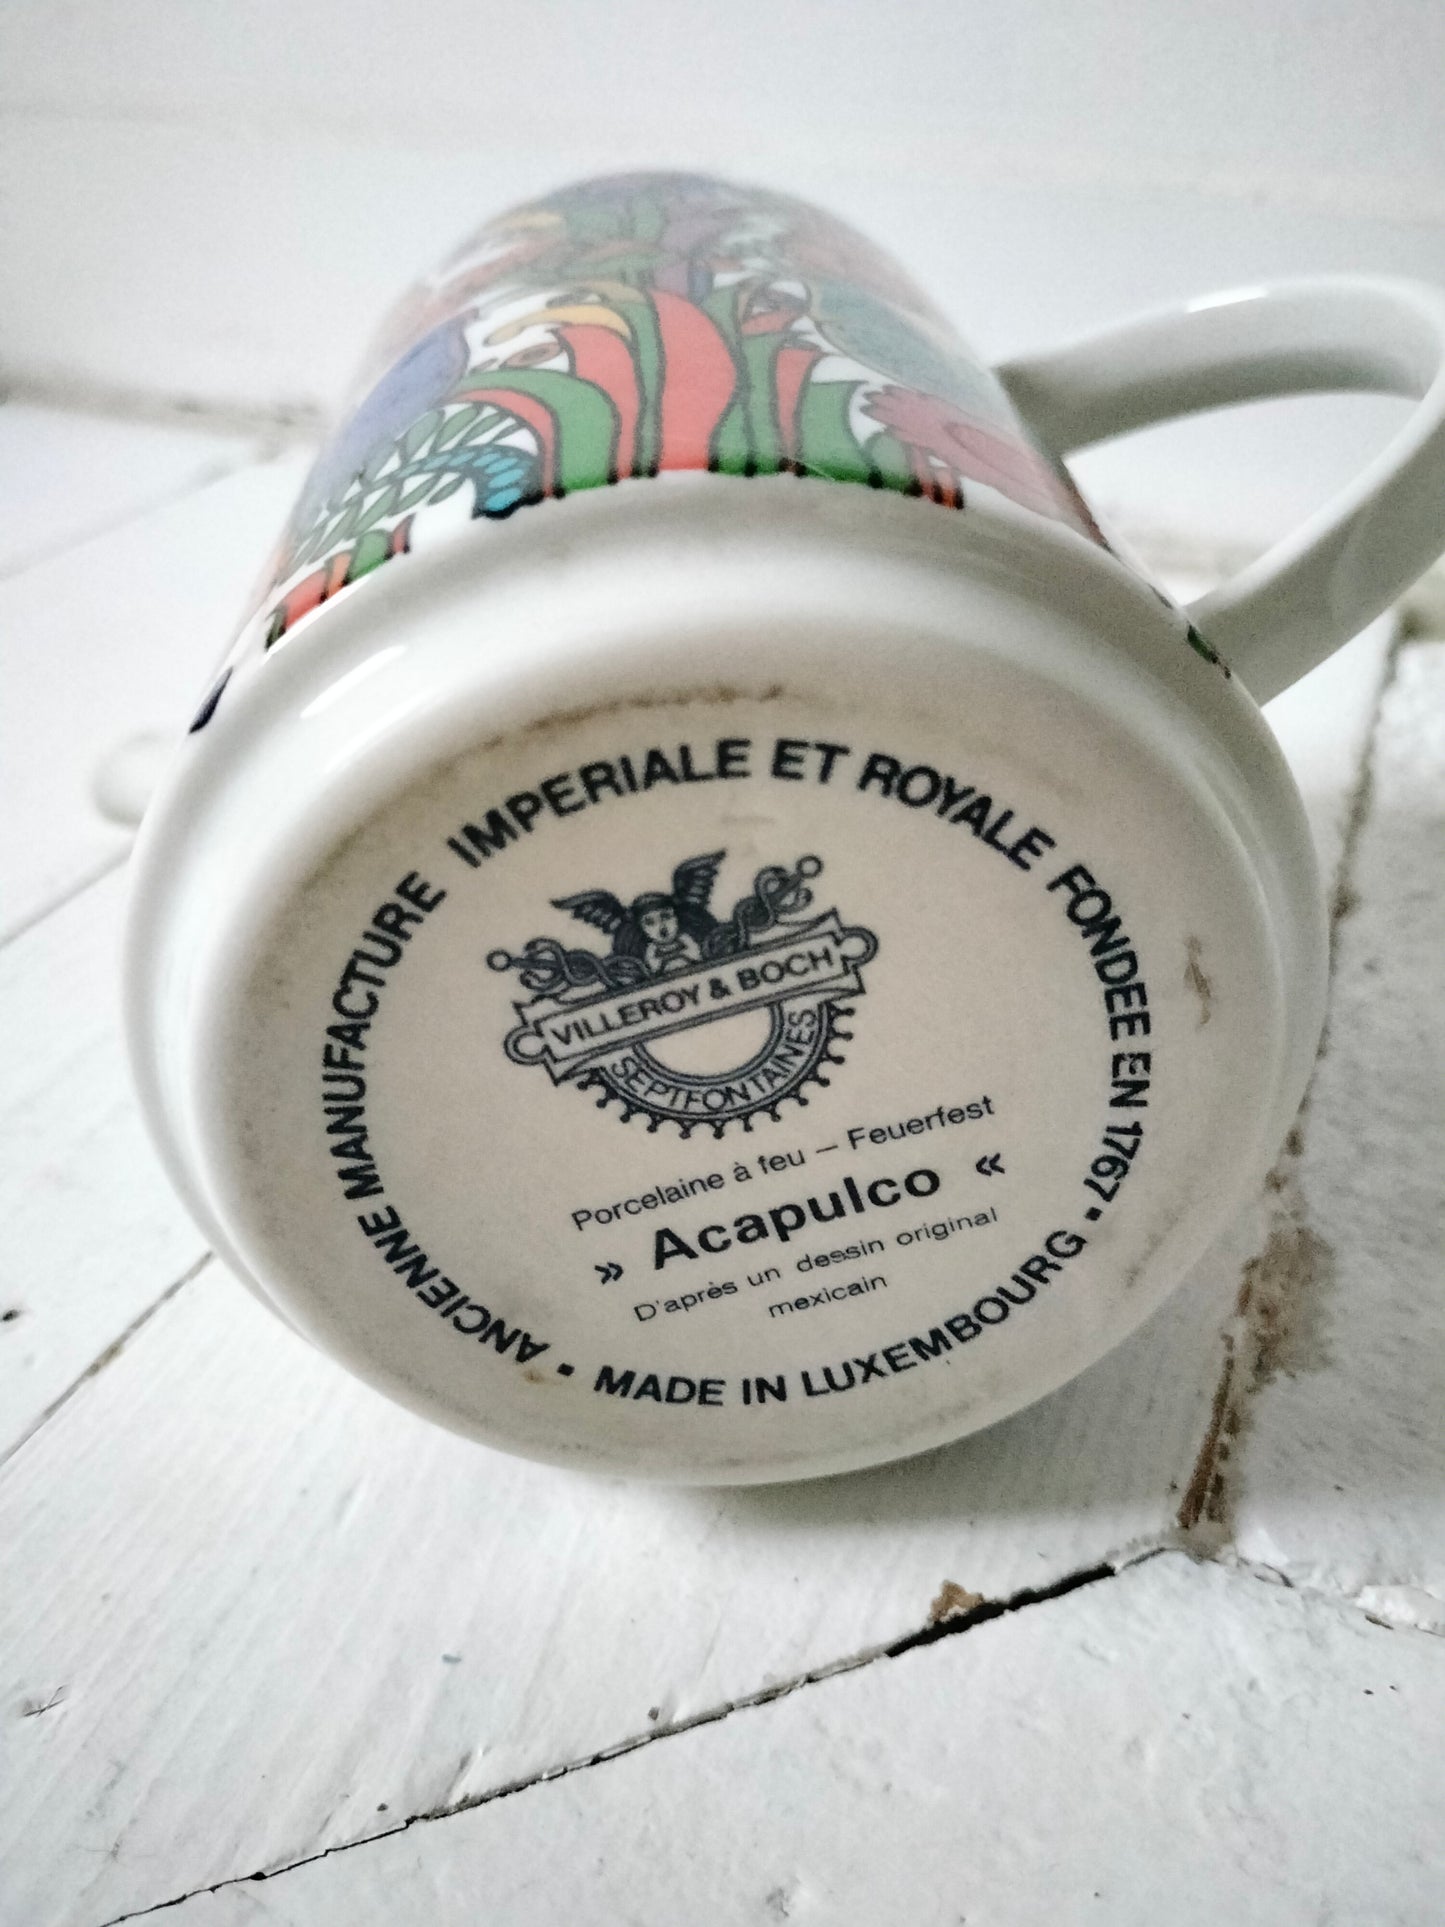 ANCIENNE MANUFACTURE IMPERIALE ET ROYALE FONDEE EN 1767 •
VILLEROY & BOCH
SEPTFONTAINES
Porcelaine à feu – Feuerfest
» Acapulco «
D'après un dessin original
mexicain
MADE IN LUXEMBOURG •